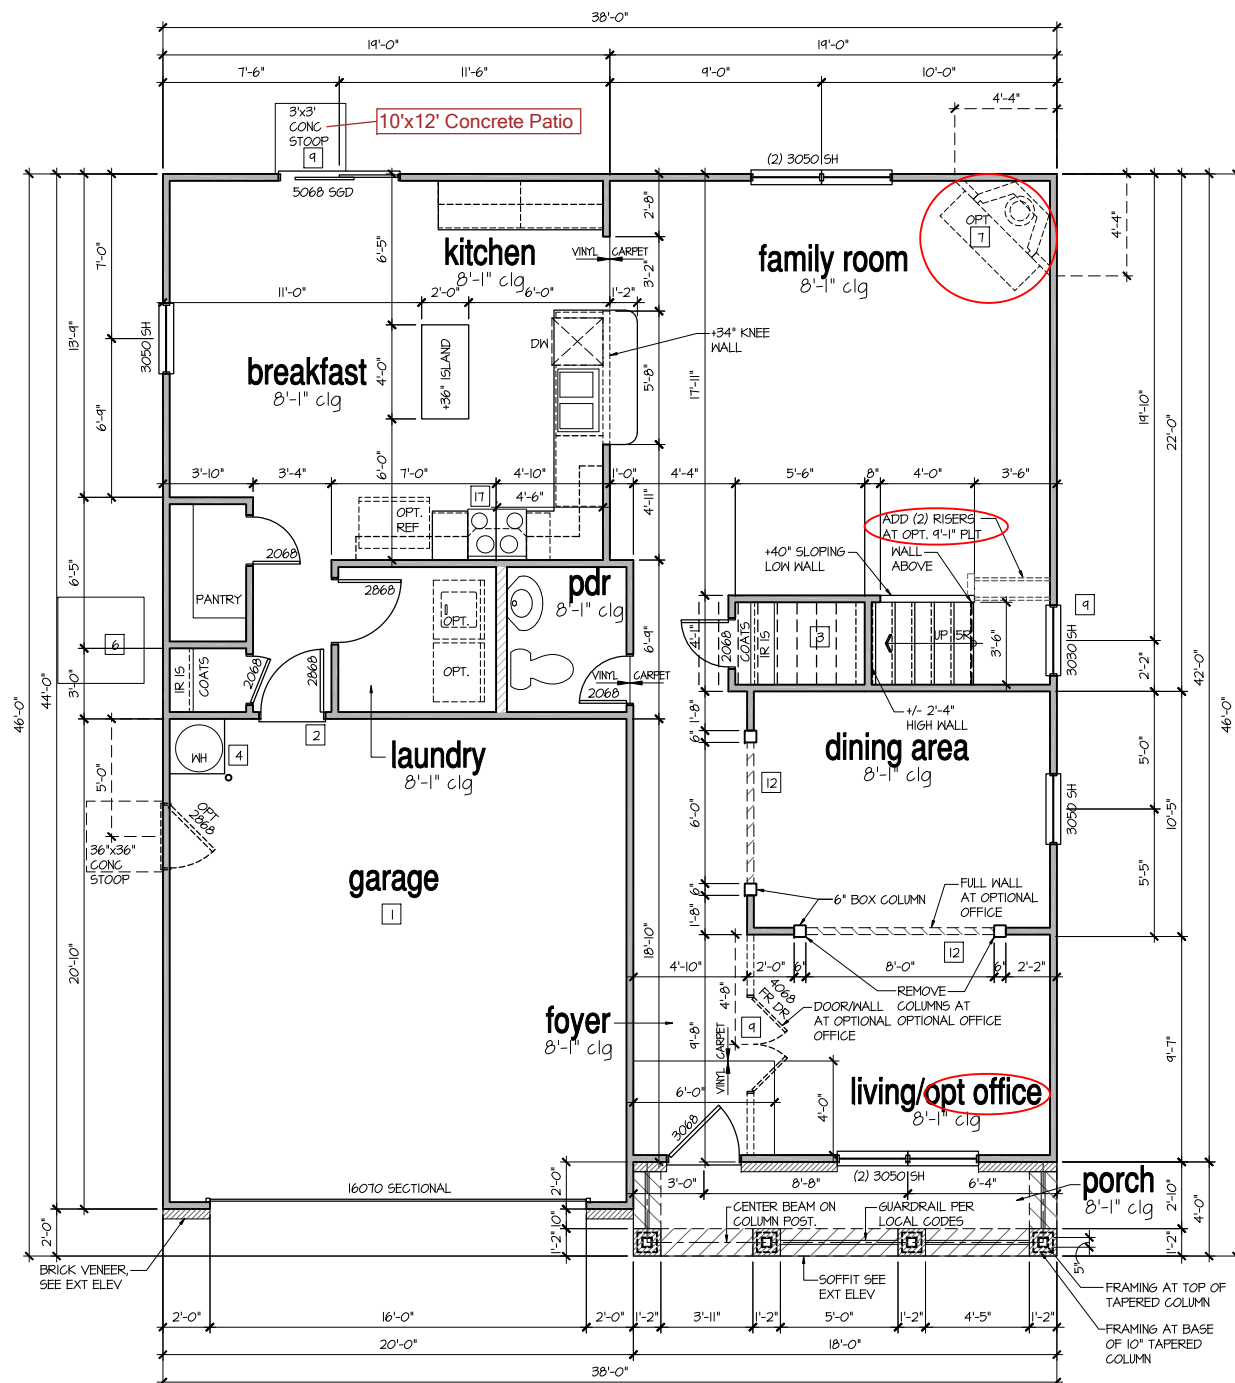 38'-0"
19'-0"
19'-0"
7'-6"
11'-6"
9'-0"
10'-0"
4'-4"
3'x3'
CONC
STOOP
9
10'x12' Concrete Patio
(2) 3050 SH
5068 SGD
OPT
7
4'-4"
2'-8"
kitchen
8'-1" clg
VINYL
CARPET
family room
8'-1" clg
7'-0"
6'-5"
3'-2"
11'-0"
2'-0"
6'-0"
1'-2"
3050 SH
13'-9"
breakfast
8'-1" clg
4'-0"
+36" ISLAND
DW
+34" KNEE
WALL
5'-8"
17'-11"
19'-10"
22'-0"
6'-9"
6'-0"
3'-10"
3'-4"
7'-0"
4'-10"
1'-0"
4'-4"
5'-6"
8"
4'-0"
3'-6"
4'-6"
17
OPT.
REF
4'-11"
ADD (2) RISERS
AT OPT. 9'-1" PLT
+40" SLOPING
LOW WALL
WALL
ABOVE
2068
2868
PANTRY
6'-5"
OPT.
OPT.
pdr
8'-1" clg
6'-9"
4'-1"
2068
COATS
1R 1S
3
UP 5R
3'-6"
9
3030 SH
2'-2"
6
3'-0"
1R 1S
COATS
2068
2868
VINYL
CARPET
2068
46'-0"
44'-0"
42'-0"
46'-0"
+/- 2'-4"
HIGH WALL
1'-8"
6"
WH
4
2
laundry
8'-1" clg
dining area
8'-1" clg
12
5'-0"
5'-0"
OPT
2868
36"x36"
CONC
STOOP
6'-0"
3050 SH
10'-5"
5'-5"
garage
1
6"
1'-8"
6" BOX COLUMN
FULL WALL
AT OPTIONAL
OFFICE
12
20'-10"
18'-10"
4'-10"
2'-0"
6"
8'-0"
6"
2'-2"
4'-8"
4068
FR DR
DOOR/WALL
AT OPTIONAL
OFFICE
REMOVE
COLUMNS AT
OPTIONAL OFFICE
foyer
8'-1" clg
9'-8"
VINYL
CARPET
9
9'-7"
6'-0"
4'-0"
living/opt office
8'-1" clg
3068
16070 SECTIONAL
2'-0"
3'-0"
8'-8"
(2) 3050 SH
6'-4"
porch
8'-1" clg
2'-10"
4'-0"
CENTER BEAM ON
COLUMN POST.
GUARDRAIL PER
LOCAL CODES
2'-0"
10"
1'-2"
1'-2"
5"
BRICK VENEER,
SEE EXT ELEV
SOFFIT SEE
EXT ELEV
FRAMING AT TOP OF
TAPERED COLUMN
2'-0"
16'-0"
2'-0"
1'-2"
3'-11"
1'-2"
5'-0"
1'-2"
4'-5"
1'-2"
FRAMING AT BASE
OF 10" TAPERED
COLUMN
20'-0"
18'-0"
38'-0"